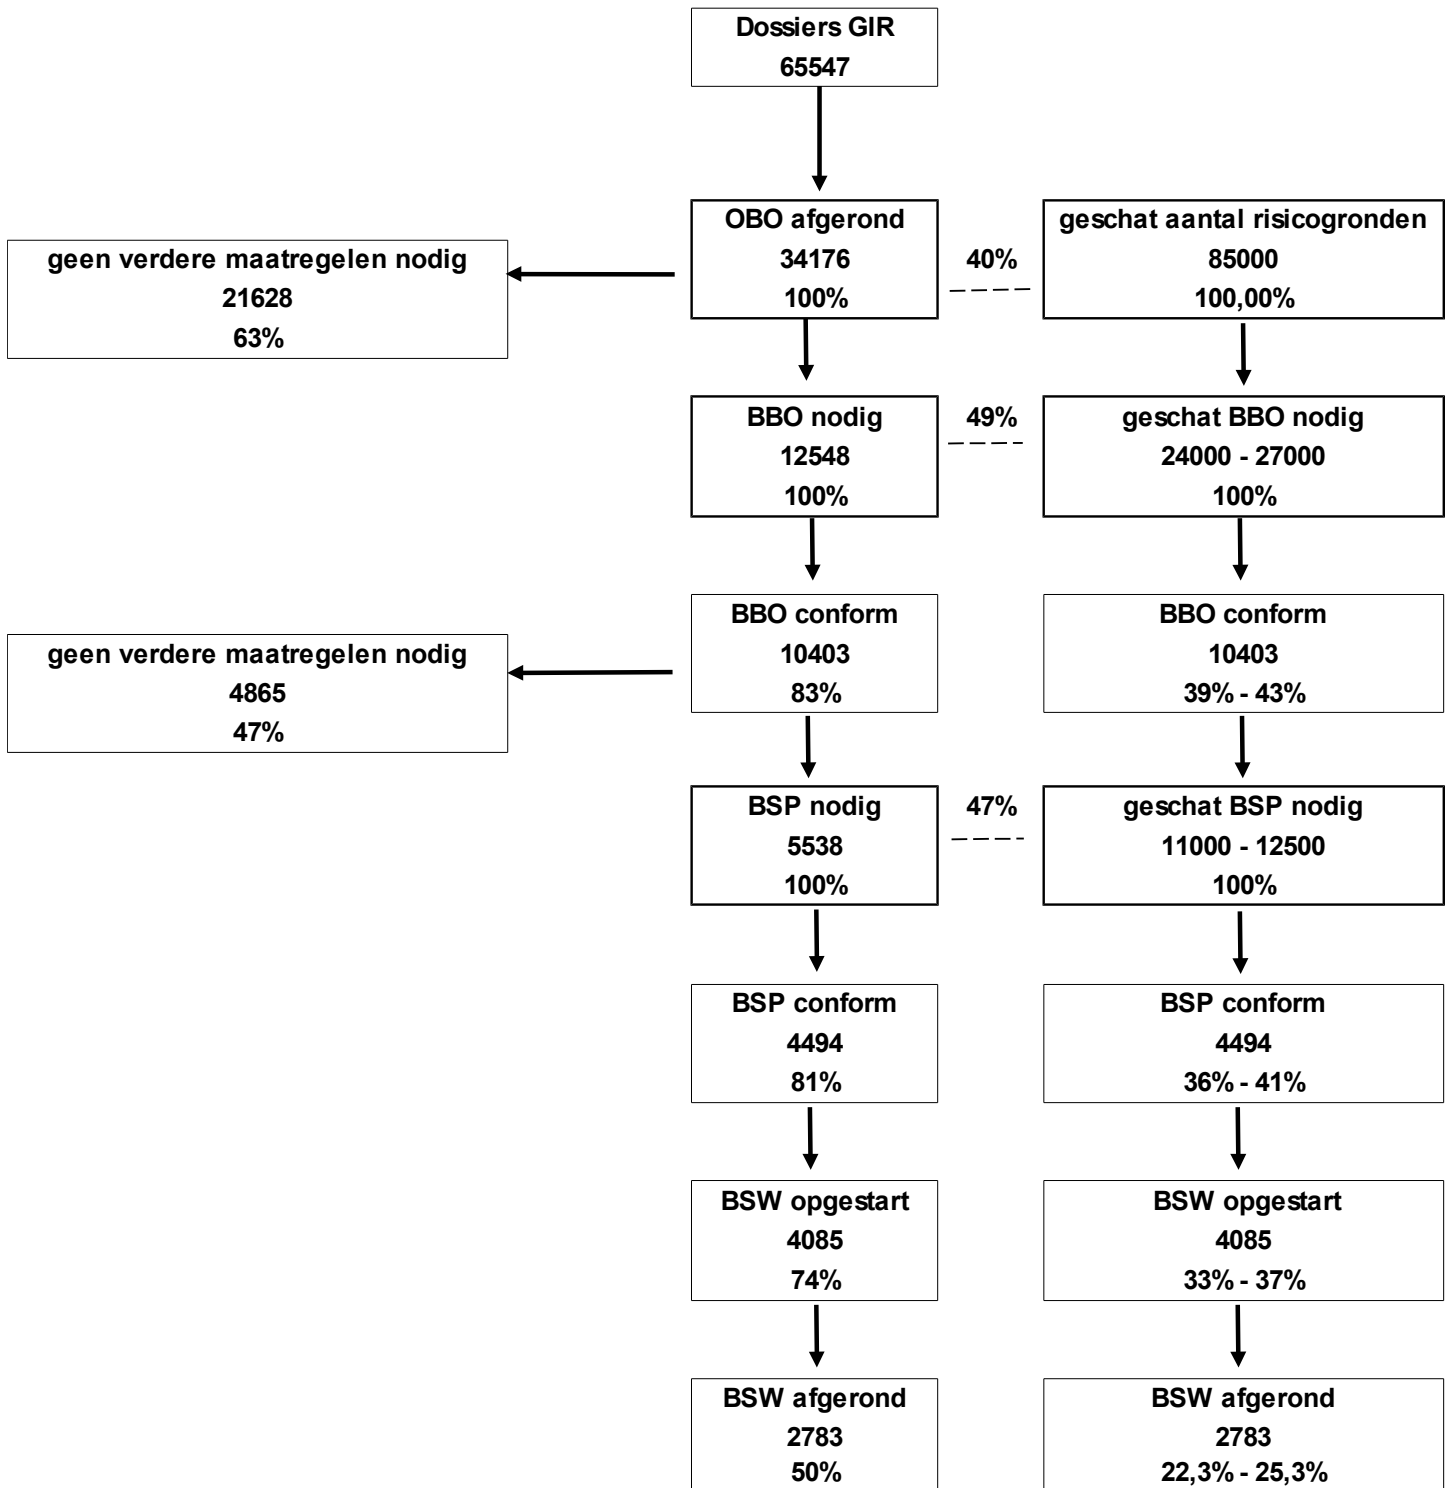 Dossiers GIR
65547
OBO afgerond
34176
100%
40%
geschat aantal risicogronden
85000
100,00%
geen verdere maatregelen nodig
21628
63%
BBO nodig
12548
100%
49%
geschat BBO nodig
24000 - 27000
100%
BBO conform
10403
83%
BBO conform
10403
39% - 43%
geen verdere maatregelen nodig
4865
47%
BSP nodig
5538
100%
47%
geschat BSP nodig
11000 - 12500
100%
BSP conform
4494
81%
BSP conform
4494
36% - 41%
BSW opgestart
4085
74%
BSW opgestart
4085
33% - 37%
BSW afgerond
2783
50%
BSW afgerond
2783
22,3% - 25,3%